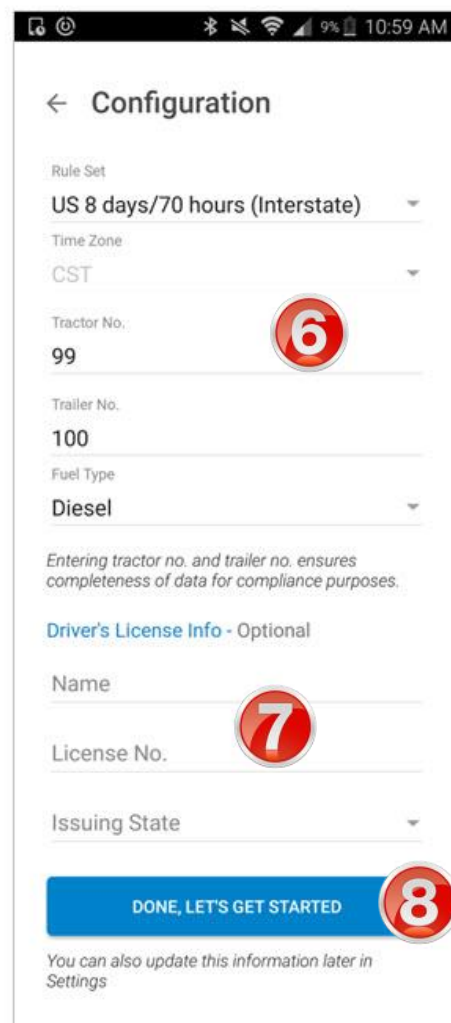 9% 10:59 AM
← Configuration
Rule Set
US 8 days/70 hours (Interstate)
Time Zone
CST
Tractor No.
6
99
Trailer No.
100
Fuel Type
Diesel
Entering tractor no. and trailer no. ensures
completeness of data for compliance purposes.
Driver's License Info - Optional
Name
7
License No.
Issuing State
DONE, LET'S GET STARTED 8
You can also update this information later in
Settings